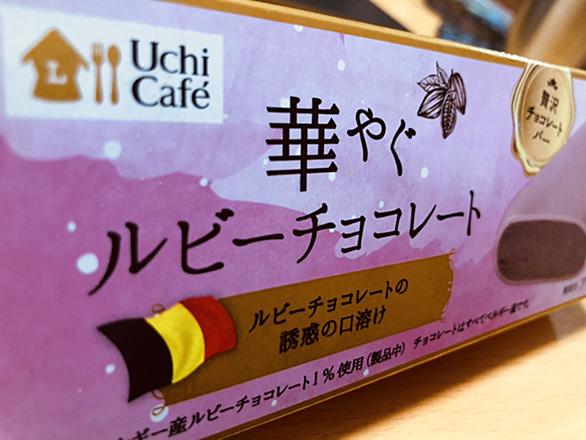 Uchi
Café
華やぐ
ルビーチョコレート
贅沢
チョコレート
バー
ルビーチョコレートの
誘惑の口溶け
ギー産ルビーチョコレート1%使用(製品中) チョコレートはすべてベルギー産です。